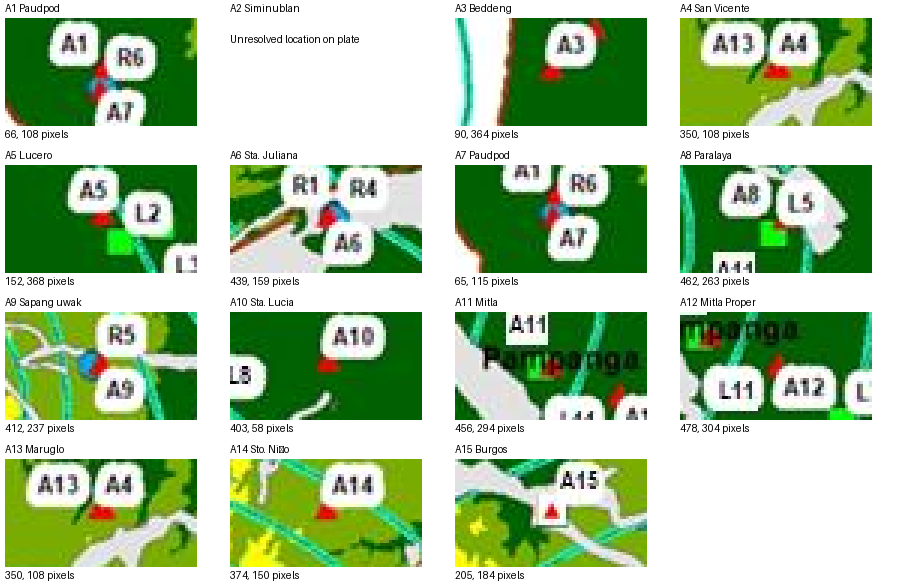 A1 Paudpod
A1
R6
A7
66, 108 pixels
A2 Siminublan
Unresolved location on plate
A3 Beddeng
A3
90, 364 pixels
A4 San Vicente
A13
A4
350, 108 pixels
A5 Lucero
A5
L2
152, 368 pixels
A6 Sta. Juliana
R1
R4
A6
439, 159 pixels
A7 Paudpod
A1
R6
A7
65, 115 pixels
A8 Paralaya
A8
L5
A11
462, 263 pixels
A9 Sapang uwak
R5
A9
412, 237 pixels
A10 Sta. Lucia
A10
L8
403, 58 pixels
A11 Mitla
A11
Pampanga
L11
456, 294 pixels
A12 Mitla Proper
mpanga
L11
A12
478, 304 pixels
A13 Maruglo
A13
A4
350, 108 pixels
A14
374, 150 pixels
A15 Burgos
A15
205, 184 pixels